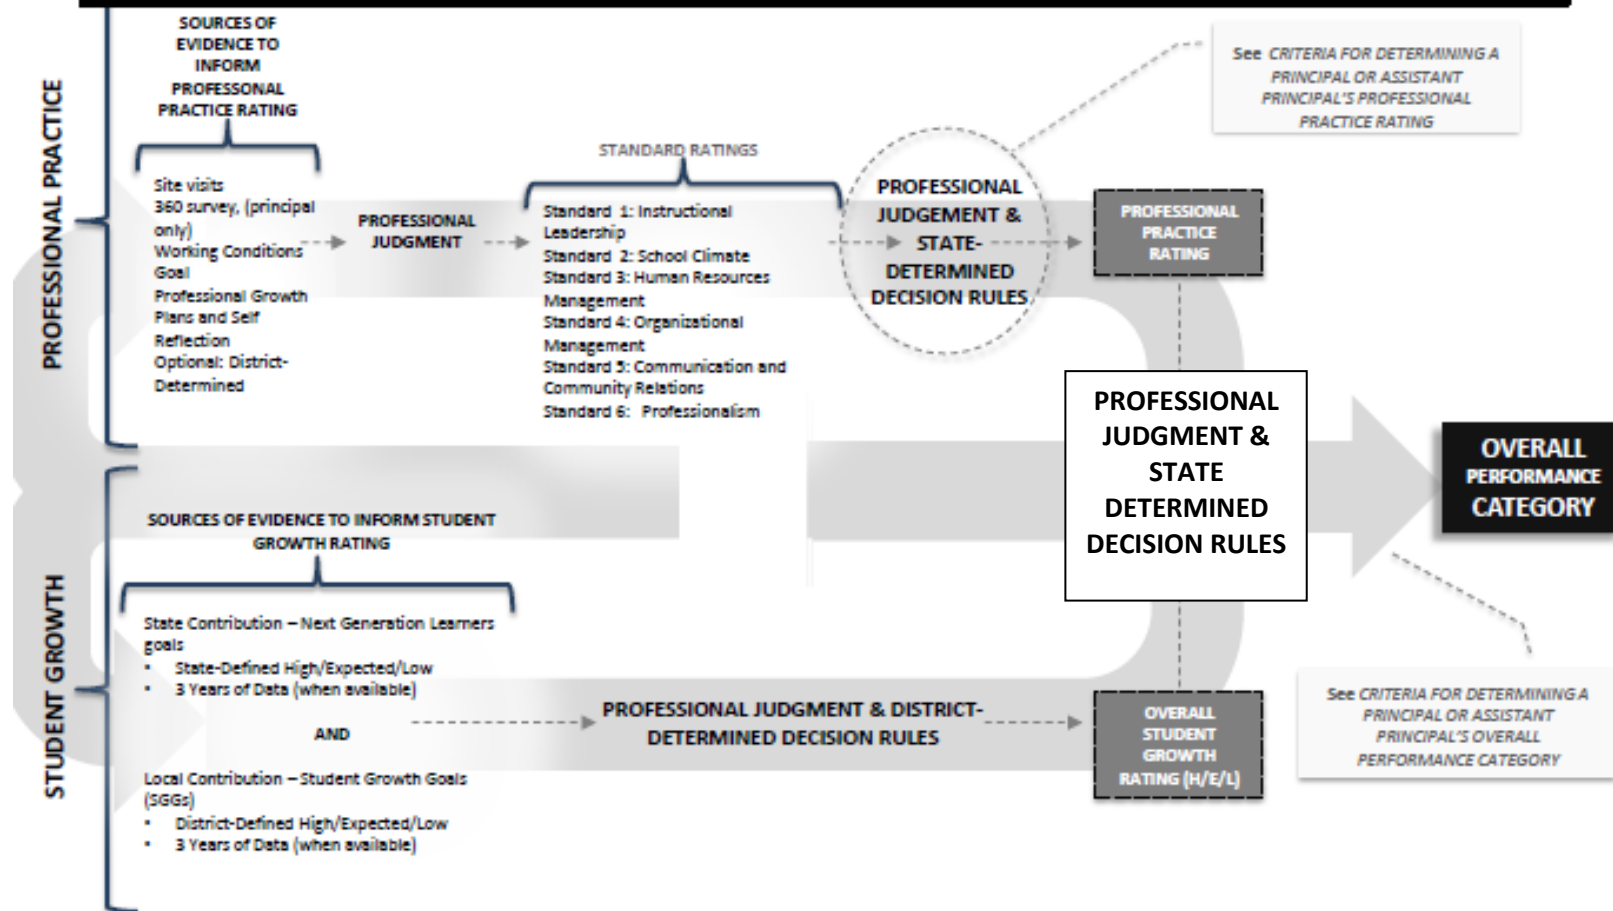 PROFESSIONAL PRACTICE
SOURCES OF
EVIDENCE TO
INFORM
PROFESSONAL
PRACTICE RATING
Site visits
360 survey, (principal
only)
Working Conditions
Goal
Professional Growth
Plans and Self
Reflection
Optional: District-
Determined
PROFESSIONAL
JUDGMENT
STANDARD RATINGS
Standard 1: Instructional
Leadership
Standard 2: School Climate
Standard 3: Human Resources
Management
Standard 4: Organizational
Management
Standard 5: Communication and
Community Relations
Standard 6: Professionalism
PROFESSIONAL
JUDGEMENT &
STATE-
DETERMINED
DECISION RULES
See CRITERIA FOR DETERMINING A
PRINCIPAL OR ASSISTANT
PRINCIPAL'S PROFESSIONAL
PRACTICE RATING
PROFESSIONAL
PRACTICE
RATING
PROFESSIONAL
JUDGMENT &
STATE
DETERMINED
DECISION RULES
OVERALL
PERFORMANCE
CATEGORY
STUDENT GROWTH
SOURCES OF EVIDENCE TO INFORM STUDENT
GROWTH RATING
State Contribution – Next Generation Learners
goals
▪ State-Defined High/Expected/Low
▪ 3 Years of Data (when available)
AND
Local Contribution – Student Growth Goals
(SGGs)
▪ District-Defined High/Expected/Low
▪ 3 Years of Data (when available)
PROFESSIONAL JUDGMENT & DISTRICT-
DETERMINED DECISION RULES
OVERALL
STUDENT
GROWTH
RATING (H/E/L)
See CRITERIA FOR DETERMINING A
PRINCIPAL OR ASSISTANT
PRINCIPAL'S OVERALL
PERFORMANCE CATEGORY